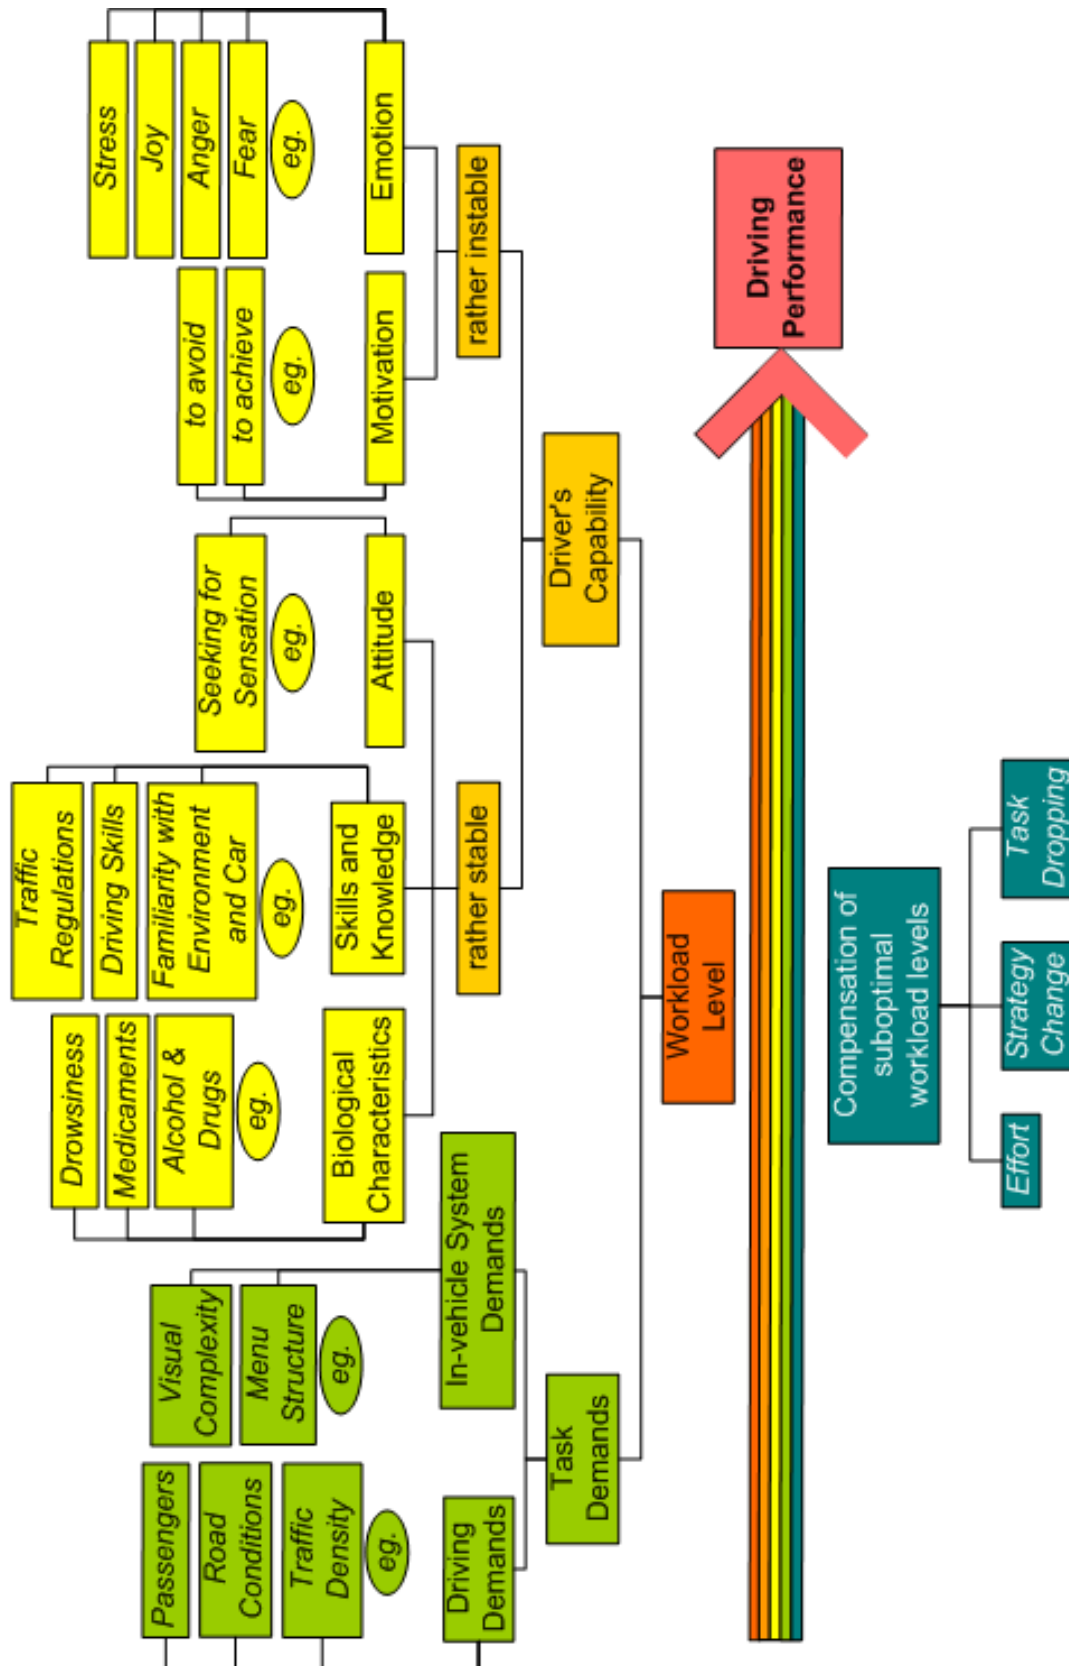 Passengers
Road
Conditions
Traffic
Density
eg.
Driving
Demands
Visual
Complexity
Menu
Structure
eg.
In-vehicle System
Demands
Task
Demands
Drowsiness
Medicaments
Alcohol &
Drugs
eg.
Biological
Characteristics
Traffic
Regulations
Driving Skills
Familiarity with
Environment
and Car
eg.
Skills and
Knowledge
Seeking for
Sensation
eg.
Attitude
rather stable
to avoid
to achieve
eg.
Motivation
Stress
Joy
Anger
Fear
eg.
Emotion
rather instable
Driver's
Capability
Workload
Level
Driving
Performance
Compensation of
suboptimal
workload levels
Effort
Strategy
Change
Task
Dropping